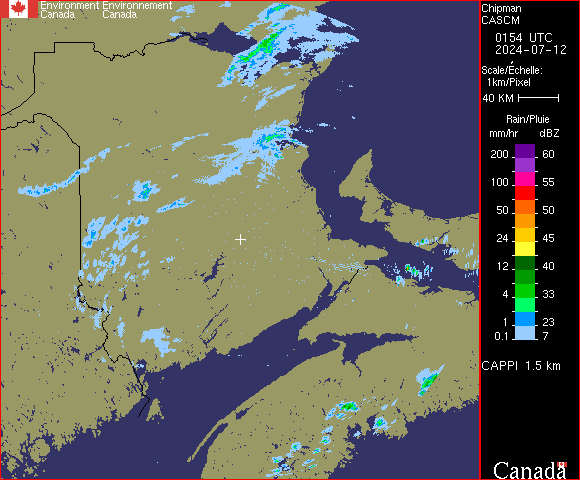 Environment Environnement
Canada Canada
Chipman
CASCM
0154 UTC
2024-07-12
Scale/Échelle:
1km/Pixel
40 KM
Rain/Pluie
mm/hr dBZ
200 60
100 55
50 50
24 45
12 40
4 33
1 23
0.1 7
CAPPI 1.5 km
Canada